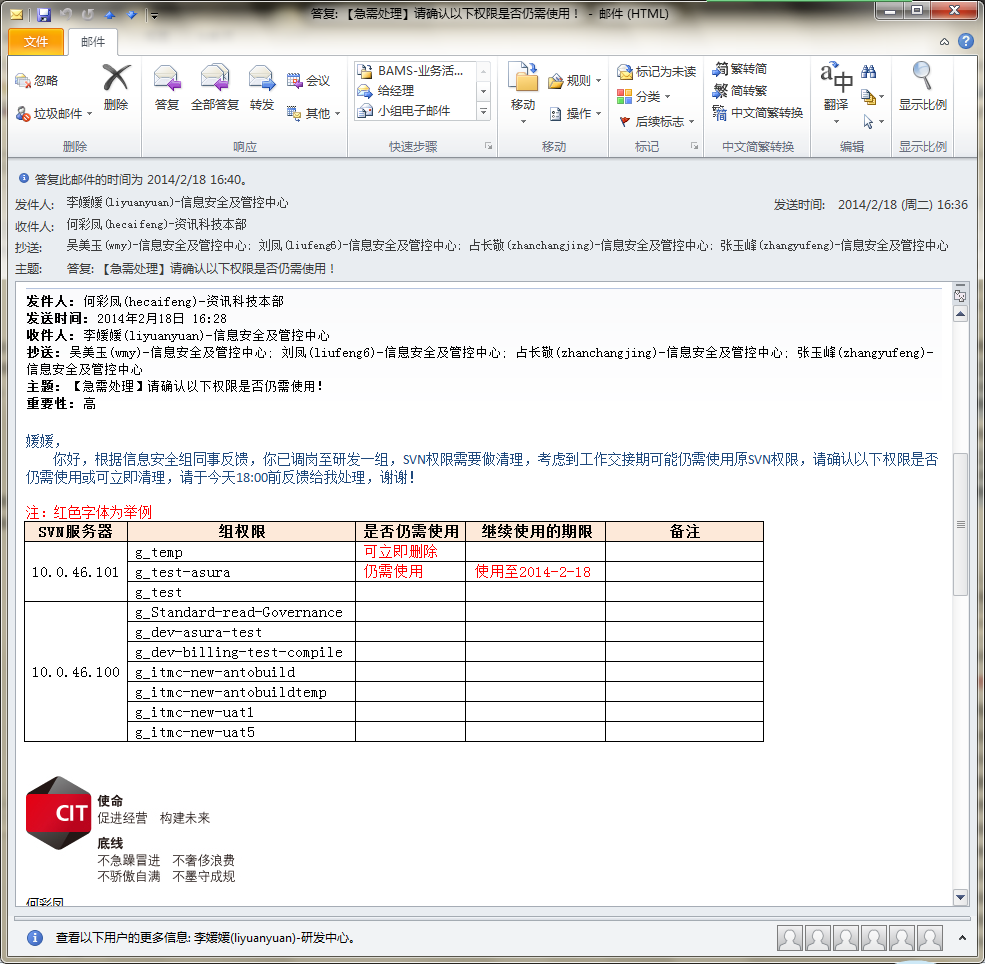 答复: 【急需处理】请确认以下权限是否仍需使用！ - 邮件 (HTML)
文件 邮件
忽略
垃圾邮件
删除
答复
全部答复
转发
会议
其他
BAMS-业务活...
给经理
小组电子邮件
移动
规则
操作
标记为未读
分类
后续标志
繁转简
简转繁
中文简繁转换
翻译
显示比例
删除 响应 快速步骤 移动 标记 中文简繁转换 编辑 显示比例
答复此邮件的时间为 2014/2/18 16:40。
发件人: 李媛媛(liyuanyuan)-信息安全及管控中心 发送时间: 2014/2/18 (周二) 16:36
收件人: 何彩凤(hecaifeng)-资讯科技本部
抄送: 吴美玉(wmy)-信息安全及管控中心; 刘凤(liufeng6)-信息安全及管控中心; 占长敬(zhanchangjing)-信息安全及管控中心; 张玉峰(zhangyufeng)-信息安全及管控中心
主题: 答复: 【急需处理】请确认以下权限是否仍需使用！
发件人: 何彩凤(hecaifeng)-资讯科技本部
发送时间: 2014年2月18日 16:28
收件人: 李媛媛(liyuanyuan)-信息安全及管控中心
抄送: 吴美玉(wmy)-信息安全及管控中心; 刘凤(liufeng6)-信息安全及管控中心; 占长敬(zhanchangjing)-信息安全及管控中心; 张玉峰(zhangyufeng)-
信息安全及管控中心
主题: 【急需处理】请确认以下权限是否仍需使用！
重要性: 高
媛媛，
你好，根据信息安全组同事反馈，你已调岗至研发一组，SVN权限需要做清理，考虑到工作交接期可能仍需使用原SVN权限，请确认以下权限是否
仍需使用或可立即清理，请于今天18:00前反馈给我处理，谢谢！
注：红色字体为举例
SVN服务器 组权限 是否仍需使用 继续使用的期限 备注
10.0.46.101
g_temp 可立即删除
g_test-asura 仍需使用 使用至2014-2-18
g_test
10.0.46.100
g_Standard-read-Governance
g_dev-asura-test
g_dev-billing-test-compile
g_itmc-new-antobuild
g_itmc-new-antobuildtemp
g_itmc-new-uat1
g_itmc-new-uat5
CIT
使命
促进经营 构建未来
底线
不急躁冒进 不奢侈浪费
不骄傲自满 不墨守成规
何彩凤
查看以下用户的更多信息: 李媛媛(liyuanyuan)-研发中心。